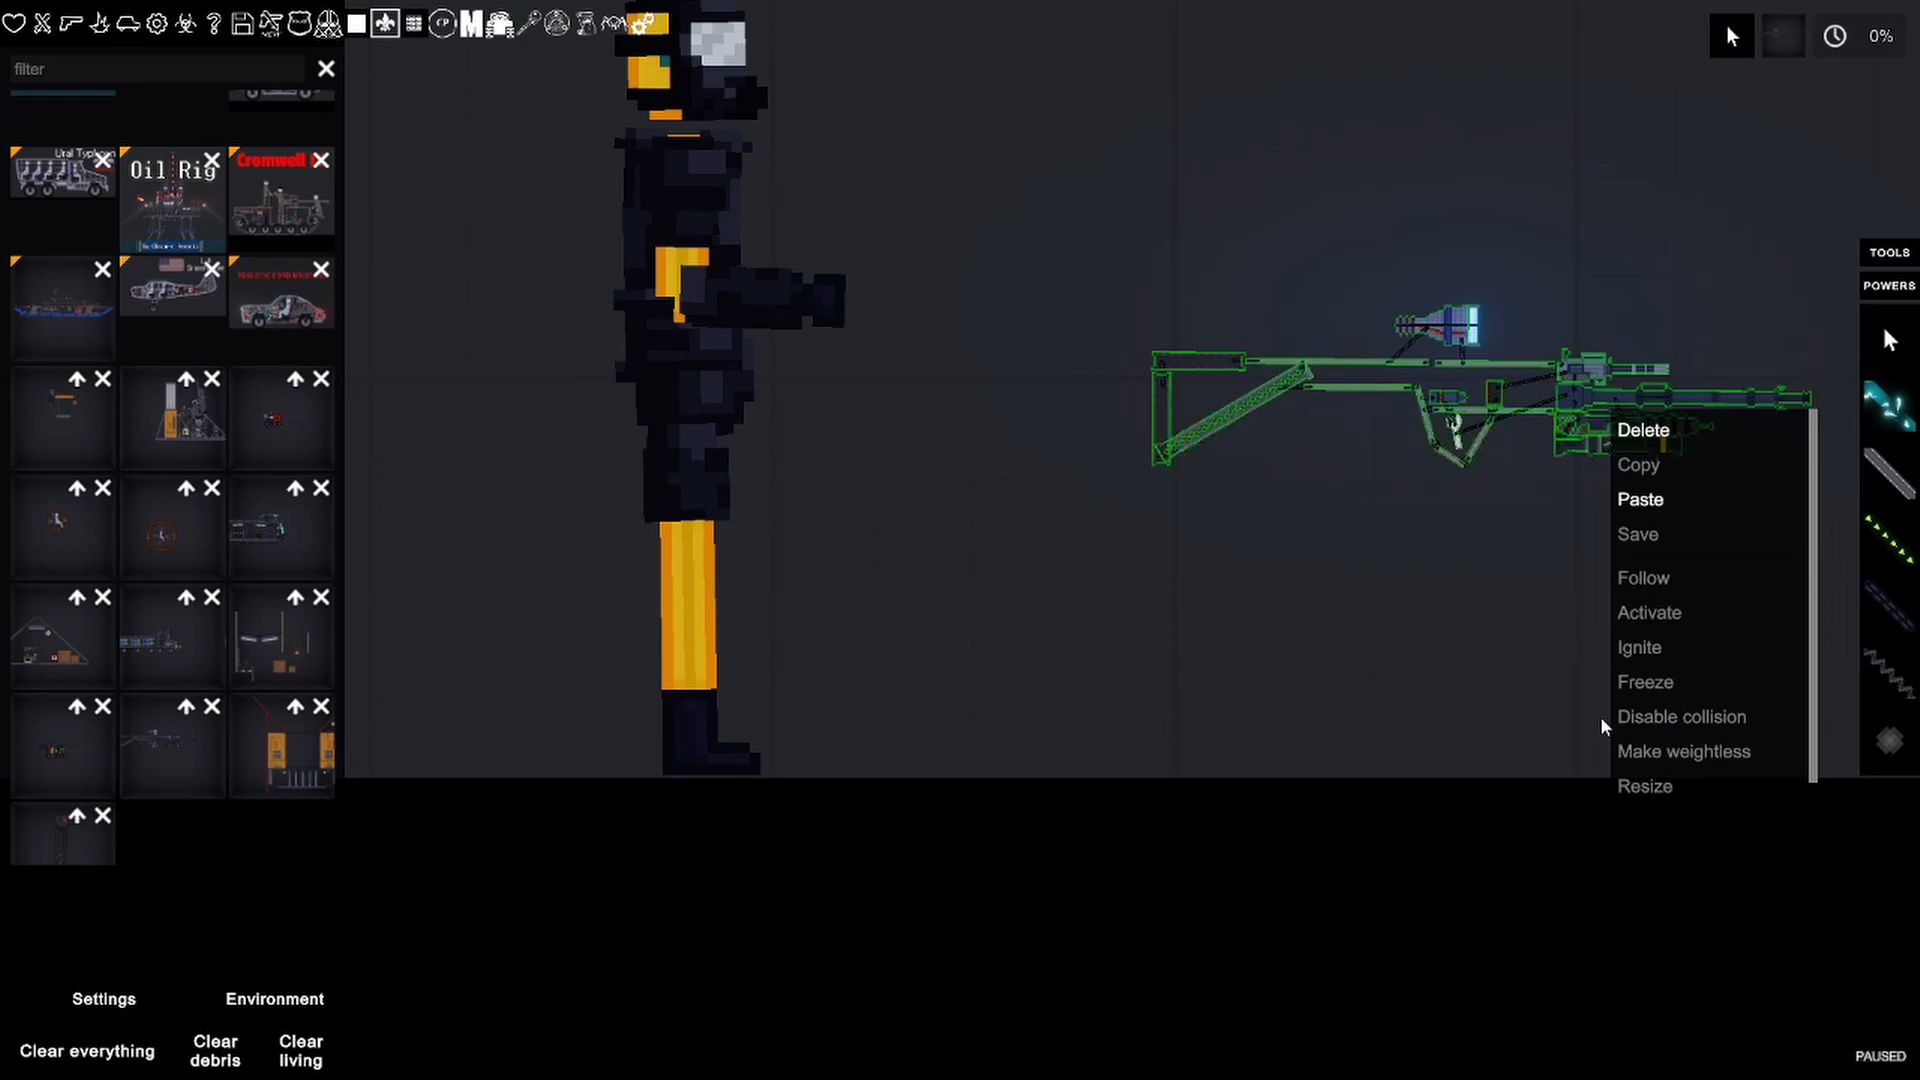 CP
M
0%
filter
Ural Typhoon
Oil Rig
Cromwell
TOOLS
POWERS
Delete
Copy
Paste
Save
Follow
Activate
Ignite
Freeze
Disable collision
Make weightless
Resize
Settings
Environment
Clear everything
Clear
debris
Clear
living
PAUSED